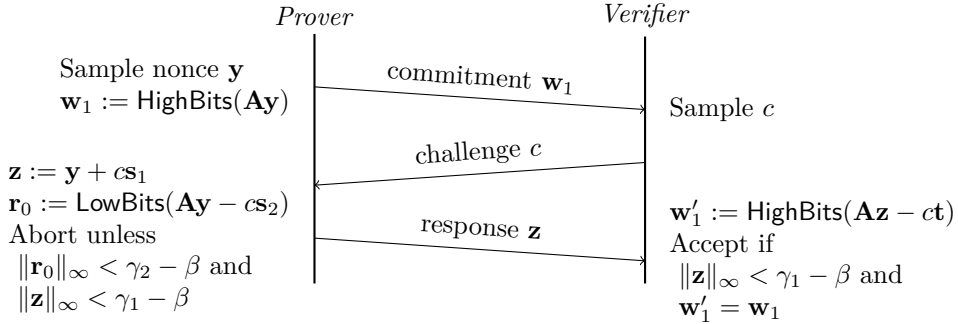 Prover
Verifier
Sample nonce y
w₁ := HighBits(Ay)
commitment w₁
Sample c
challenge c
z := y + cs₁
r₀ := LowBits(Ay − cs₂)
Abort unless
‖r₀‖∞ < γ₂ − β and
‖z‖∞ < γ₁ − β
response z
w′₁ := HighBits(Az − ct)
Accept if
‖z‖∞ < γ₁ − β and
w′₁ = w₁